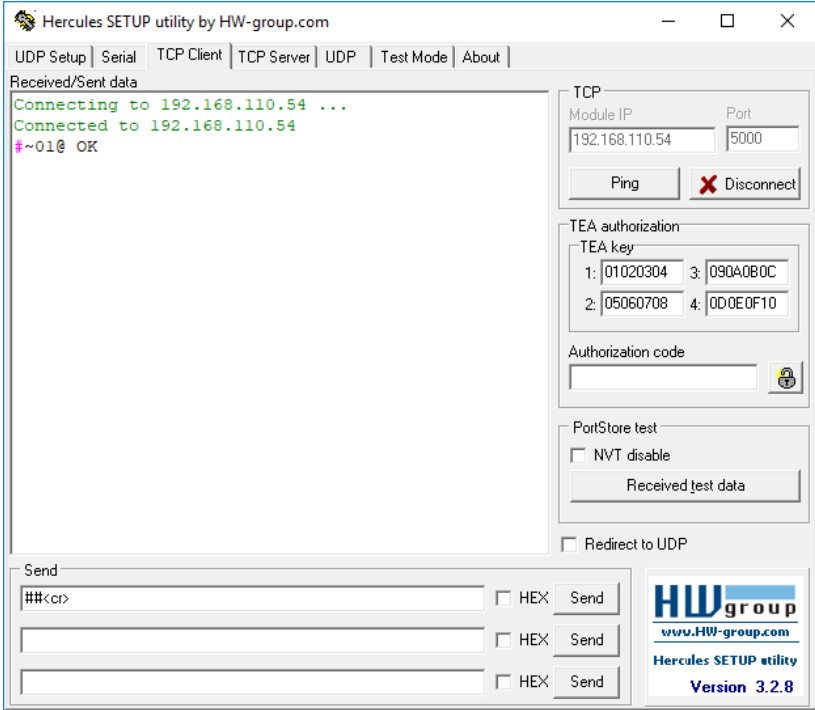 Hercules SETUP utility by HW-group.com
UDP Setup Serial TCP Client TCP Server UDP Test Mode About
Received/Sent data
Connecting to 192.168.110.54 ...
Connected to 192.168.110.54
#~01@ OK
TCP
Module IP Port
192.168.110.54 5000
Ping Disconnect
TEA authorization
TEA key
1: 01020304 3: 090A0B0C
2: 05060708 4: 0D0E0F10
Authorization code
PortStore test
NVT disable
Received test data
Redirect to UDP
Send
##<cr> HEX Send
HEX Send
HEX Send
HW group
www.HW-group.com
Hercules SETUP utility
Version 3.2.8